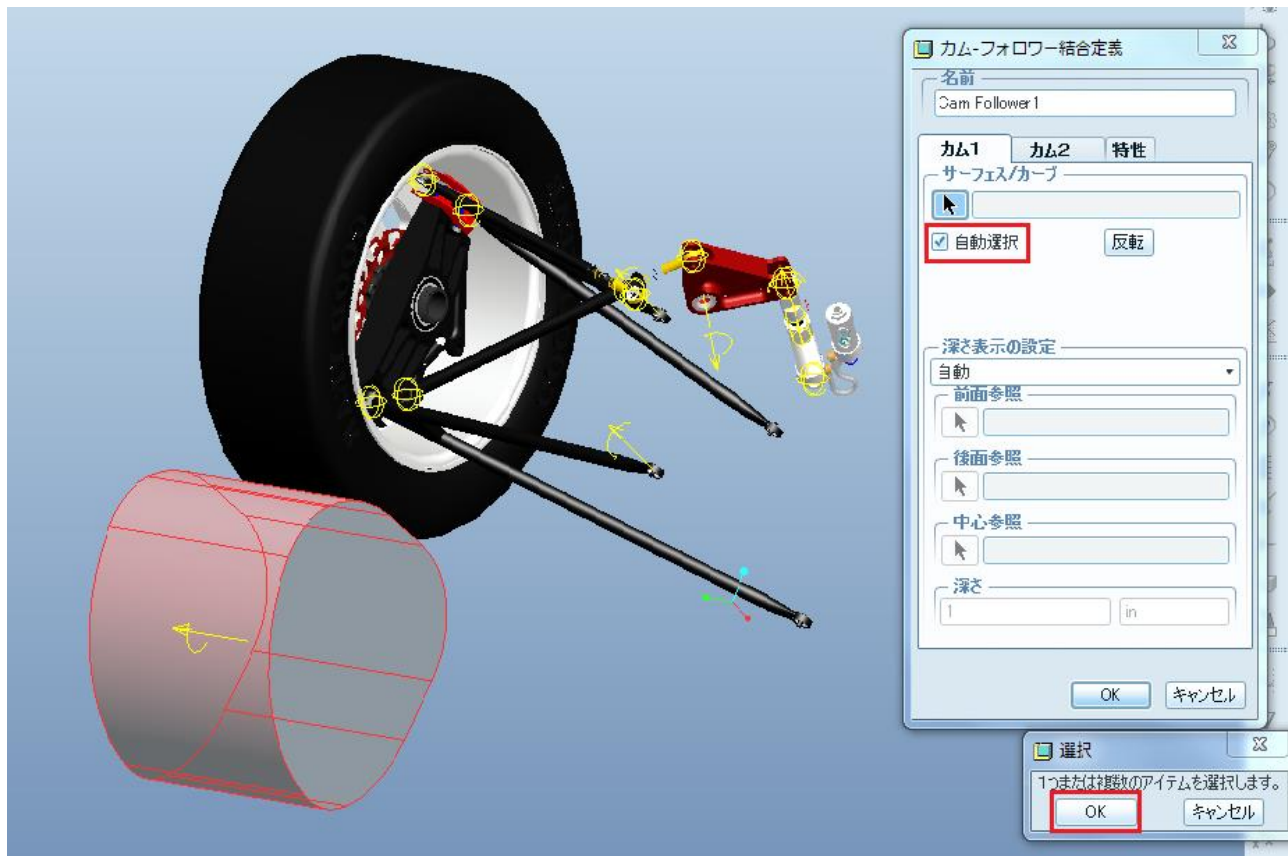 カム-フォロワー結合定義
名前
Cam Follower1
カム1
カム2
特性
サーフェス/カーブ
自動選択
反転
深さ表示の設定
自動
前面参照
後面参照
中心参照
深さ
1
in
OK
キャンセル
選択
1つまたは複数のアイテムを選択します。
OK
キャンセル